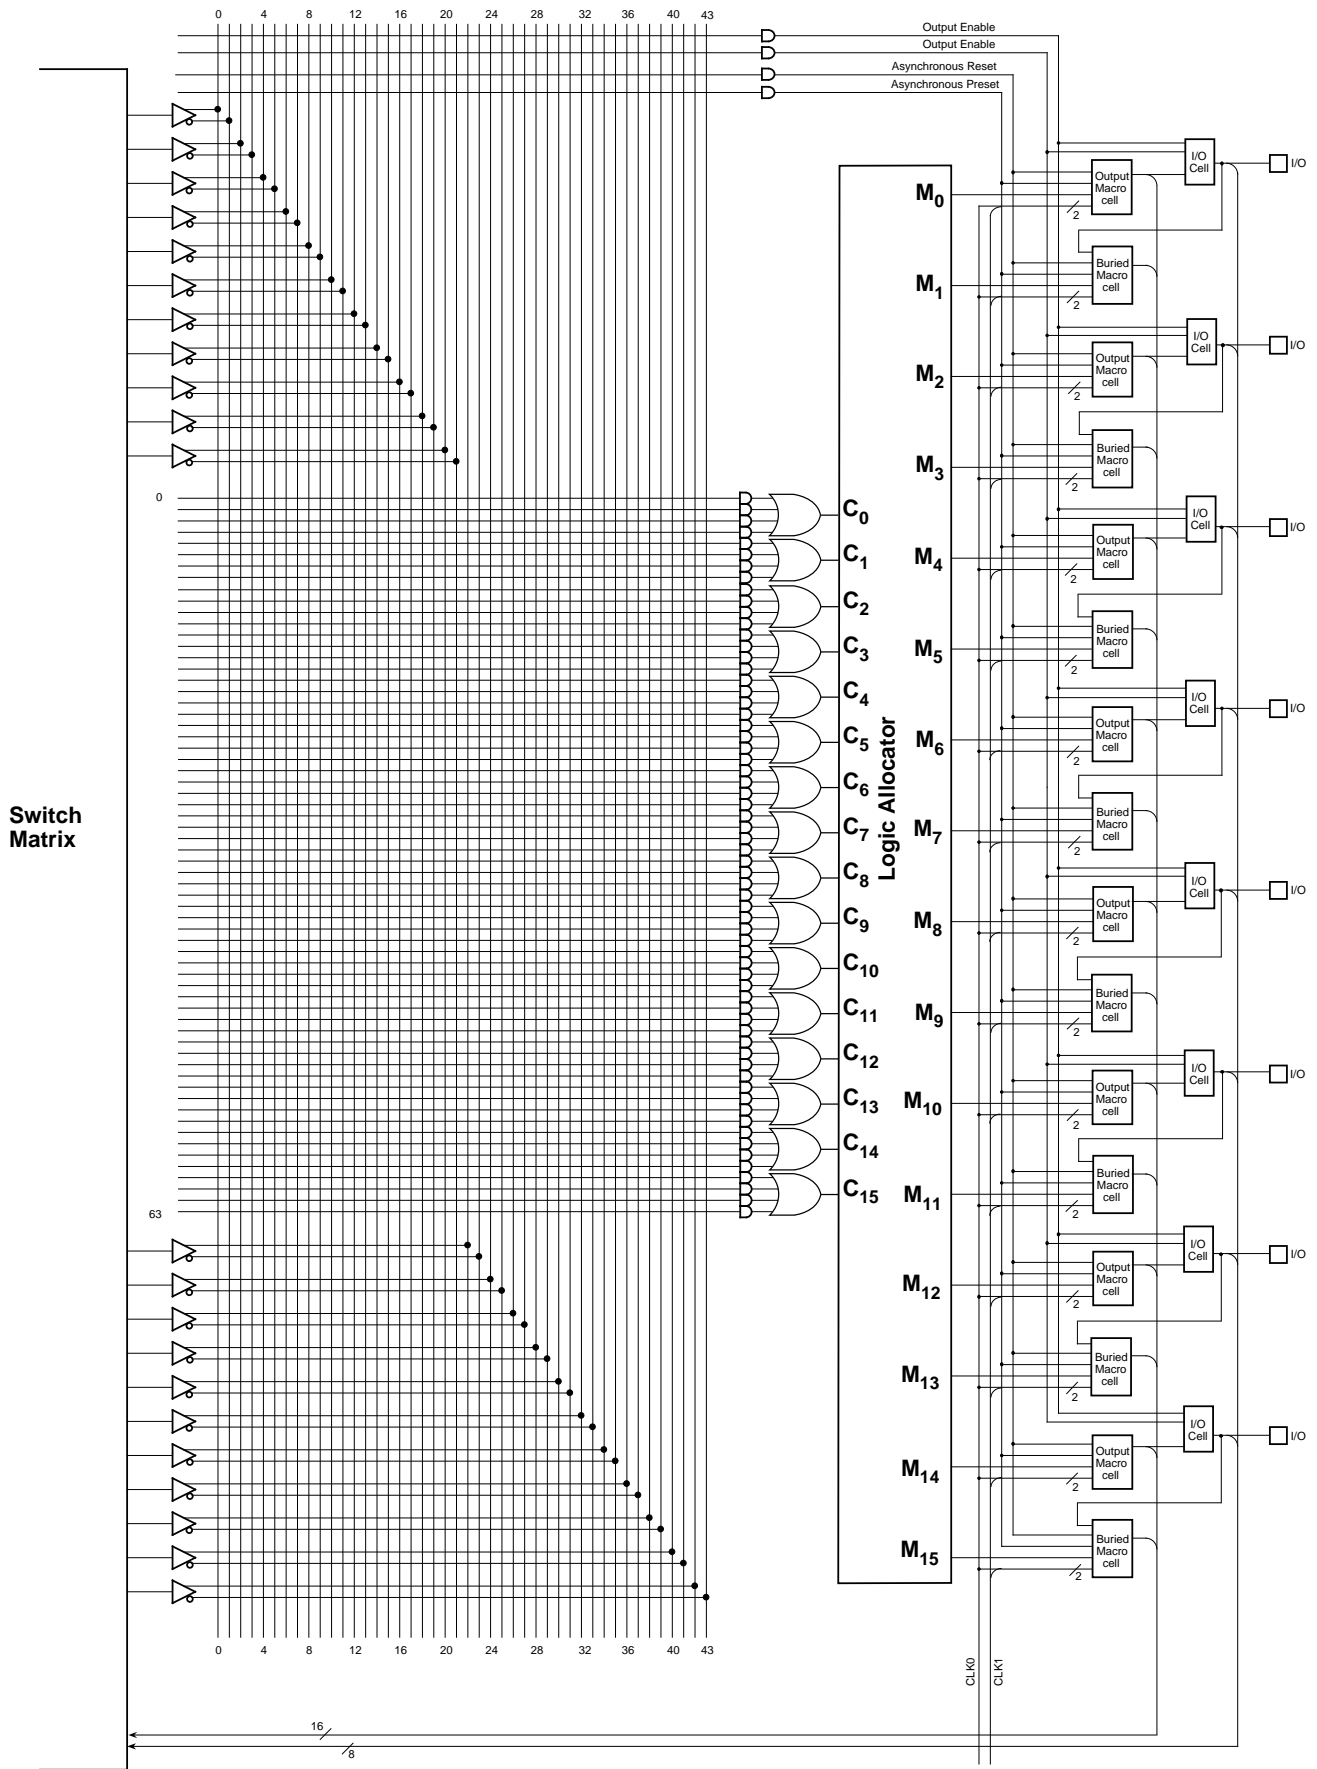 0 4 8 12 16 20 24 28 32 36 40 43
Output Enable
Output Enable
Asynchronous Reset
Asynchronous Preset
I/O
Cell
I/O
Output
Macro
cell
M0
2
Buried
Macro
cell
M1
2
I/O
Cell
I/O
Output
Macro
cell
M2
2
Buried
Macro
cell
M3
2
0
C0
I/O
Cell
I/O
Output
Macro
cell
C1
M4
2
C2
Buried
Macro
cell
C3
M5
2
C4
I/O
Cell
I/O
Output
Macro
cell
C5
M6
2
C6
Switch
Matrix
Logic Allocator
Buried
Macro
cell
C7
M7
2
C8
I/O
Cell
I/O
Output
Macro
cell
C9
M8
2
C10
Buried
Macro
cell
C11
M9
2
C12
I/O
Cell
I/O
Output
Macro
cell
C13
M10
2
C14
Buried
Macro
cell
C15
M11
2
63
I/O
Cell
I/O
Output
Macro
cell
M12
2
Buried
Macro
cell
M13
2
I/O
Cell
I/O
Output
Macro
cell
M14
2
Buried
Macro
cell
M15
2
0 4 8 12 16 20 24 28 32 36 40 43
CLK0
CLK1
16
8